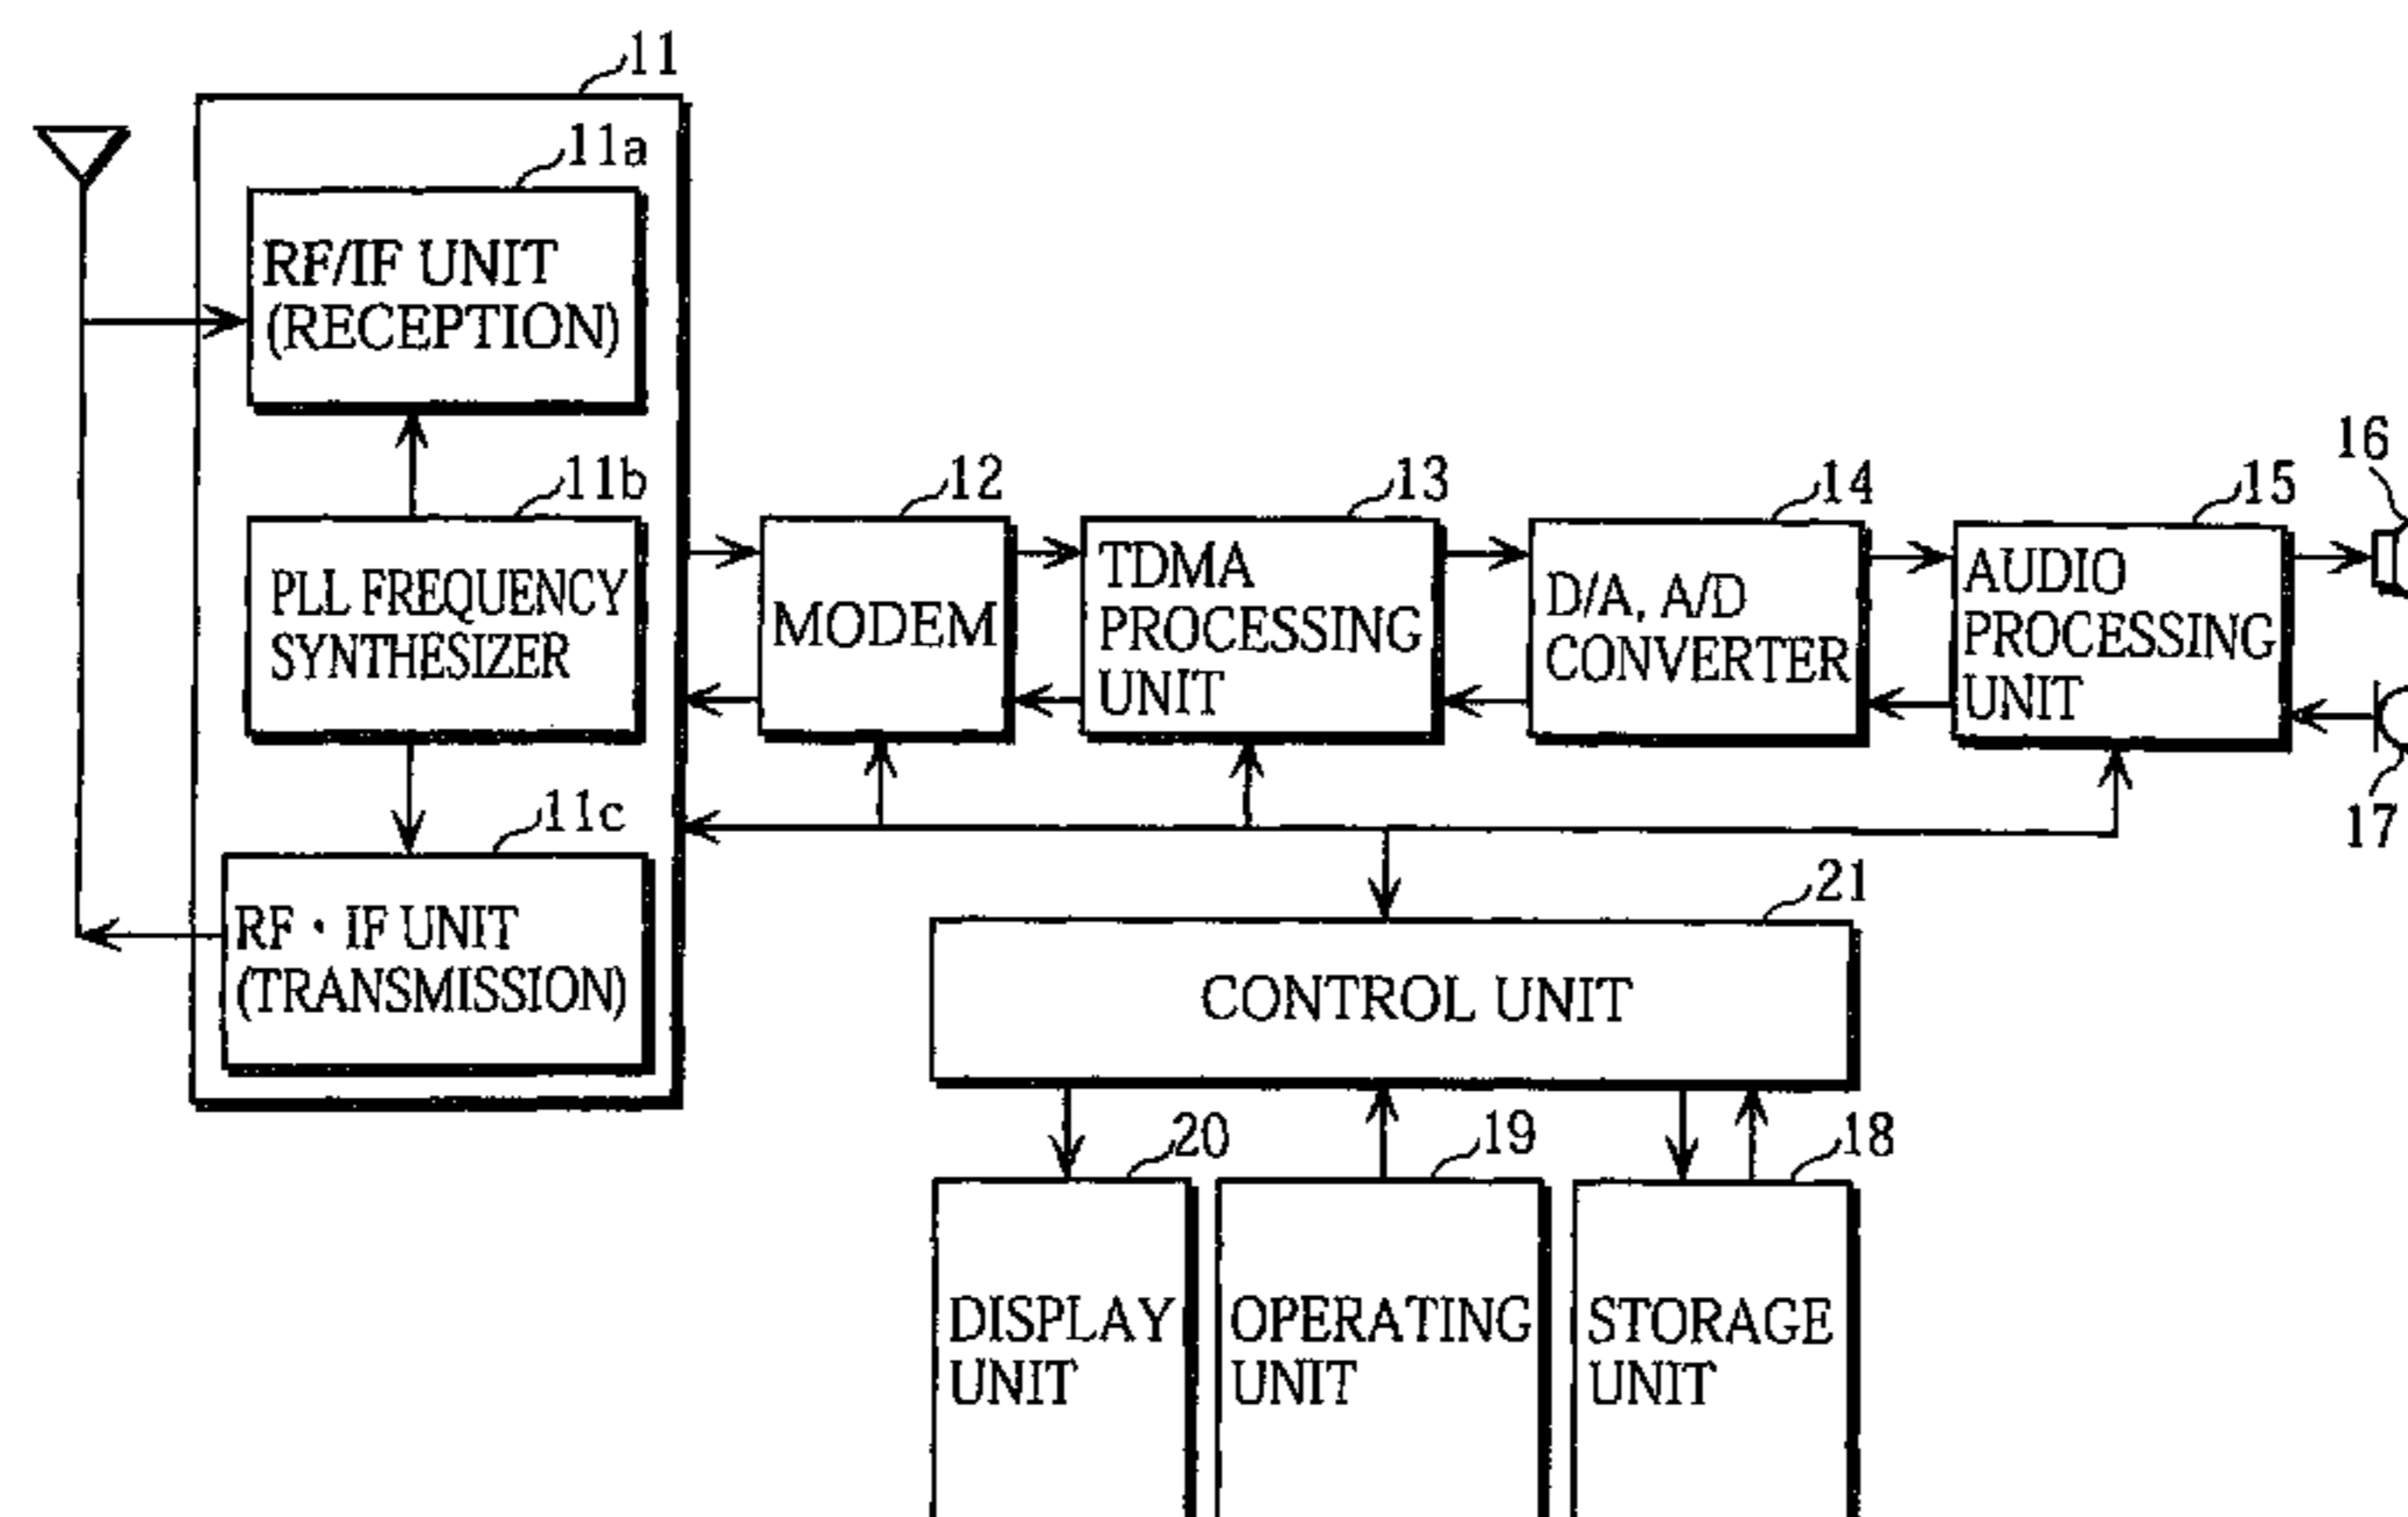 11
11a
RF/IF UNIT
(RECEPTION)
11b
PLL FREQUENCY
SYNTHESIZER
11c
RF・IF UNIT
(TRANSMISSION)
12
MODEM
13
TDMA
PROCESSING
UNIT
14
D/A, A/D
CONVERTER
15
AUDIO
PROCESSING
UNIT
16
17
21
CONTROL UNIT
20
DISPLAY
UNIT
19
OPERATING
UNIT
18
STORAGE
UNIT